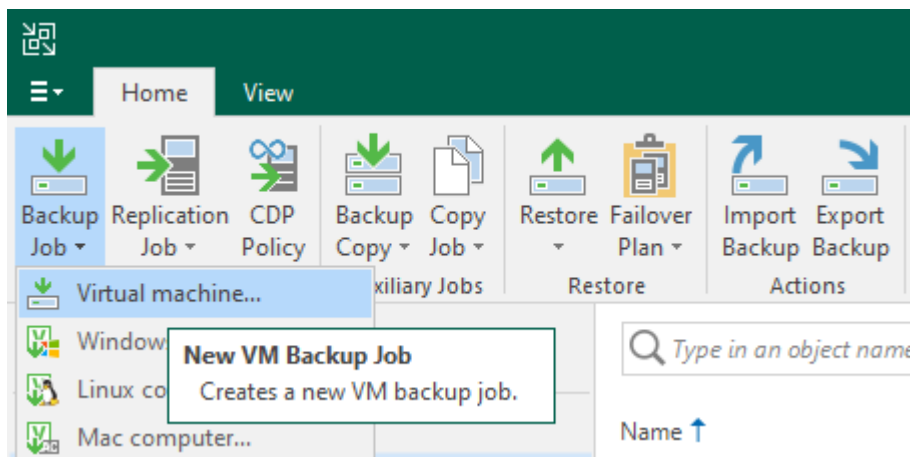 Home View
Backup Job Replication Job CDP Policy Backup Copy Copy Job Restore Failover Plan Import Backup Export Backup
xiliary Jobs Restore Actions
Virtual machine...
Window
New VM Backup Job
Type in an object name
Linux co
Creates a new VM backup job.
Name
Mac computer...